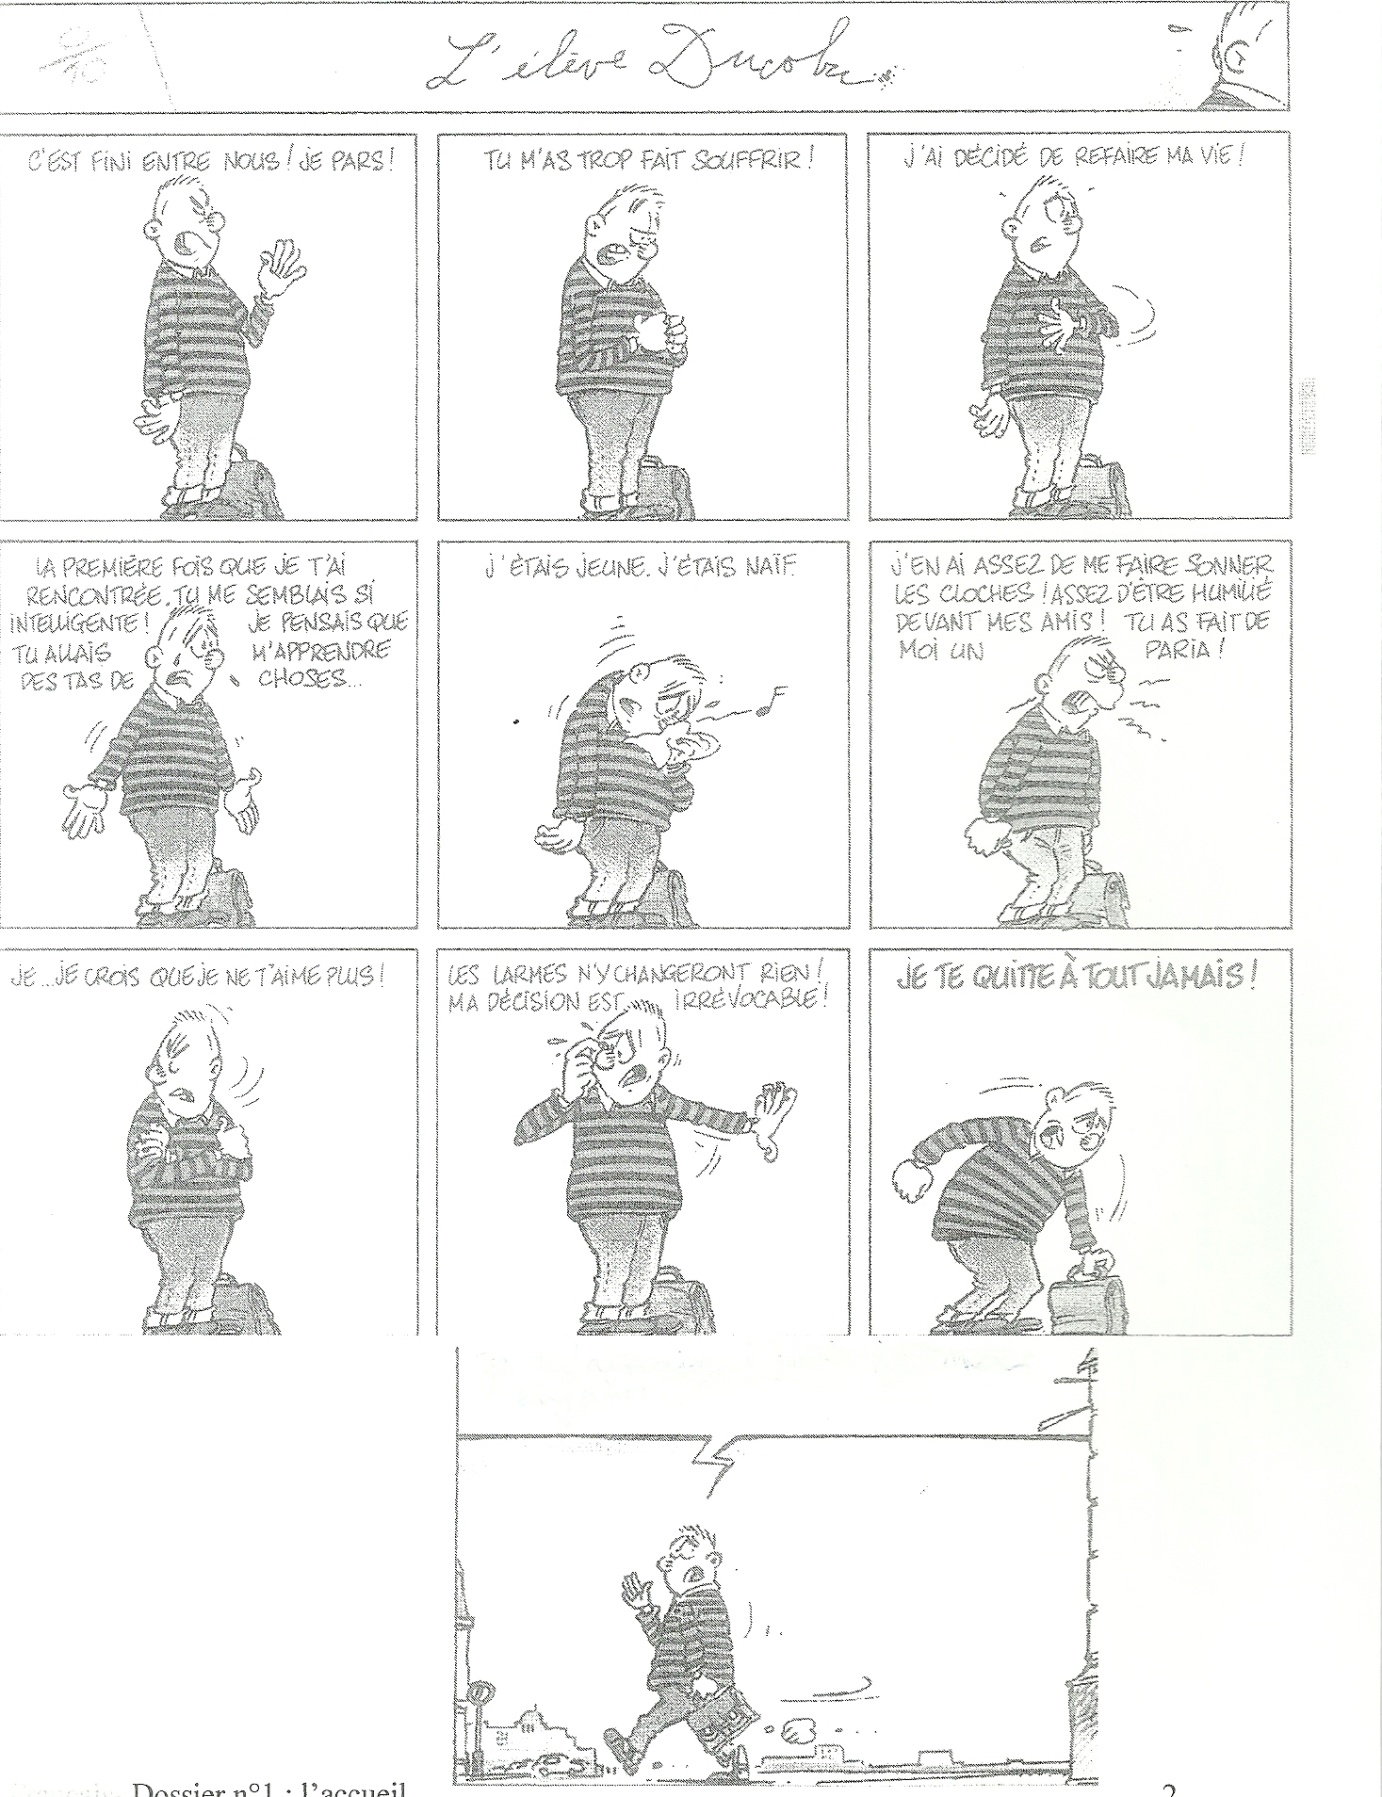 0/10
L'élève Ducobu
C'EST FINI ENTRE NOUS ! JE PARS !
TU M'AS TROP FAIT SOUFFRIR !
J'AI DÉCIDÉ DE REFAIRE MA VIE !
LA PREMIÈRE FOIS QUE JE T'AI
RENCONTRÉE, TU ME SEMBLAIS SI
INTELLIGENTE ! JE PENSAIS QUE
TU ALLAIS M'APPRENDRE
DES TAS DE CHOSES...
J'ÉTAIS JEUNE. J'ÉTAIS NAÏF.
J'EN AI ASSEZ DE ME FAIRE SONNER
LES CLOCHES ! ASSEZ D'ÊTRE HUMILIÉ
DEVANT MES AMIS ! TU AS FAIT DE
MOI UN PARIA !
JE... JE CROIS QUE JE NE T'AIME PLUS !
LES LARMES N'Y CHANGERONT RIEN !
MA DÉCISION EST IRRÉVOCABLE !
JE TE QUITTE À TOUT JAMAIS !
Dossier n°1 : l'accueil 2